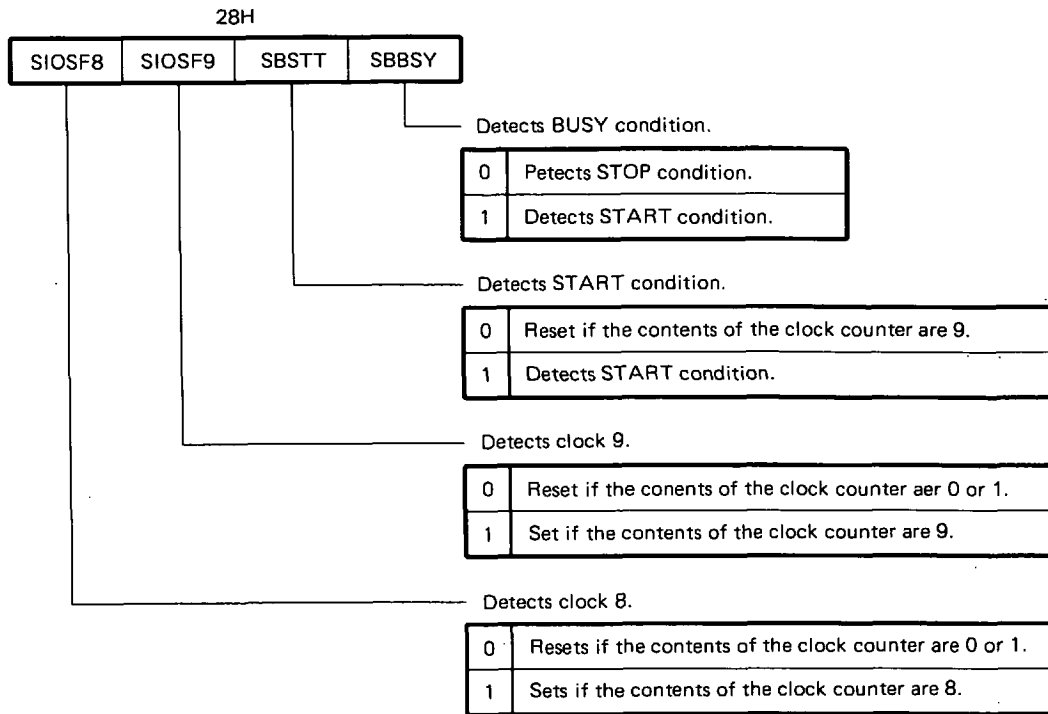 28H
SIOSF8 SIOSF9 SBSTT SBBSY
Detects BUSY condition.
0 Petects STOP condition.
1 Detects START condition.
Detects START condition.
0 Reset if the contents of the clock counter are 9.
1 Detects START condition.
Detects clock 9.
0 Reset if the conents of the clock counter aer 0 or 1.
1 Set if the contents of the clock counter are 9.
Detects clock 8.
0 Resets if the contents of the clock counter are 0 or 1.
1 Sets if the contents of the clock counter are 8.